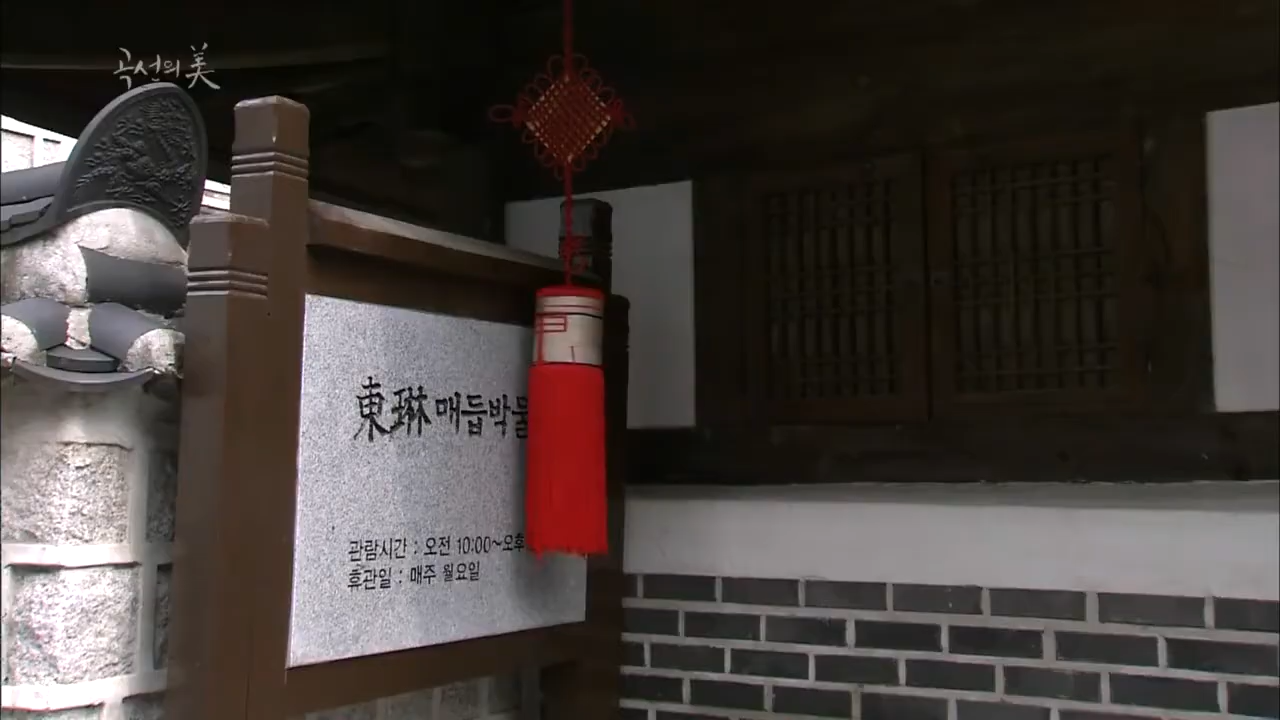 곡선의 美
東琳 매듭박물
관람시간 : 오전 10:00~오후
휴관일 : 매주 월요일